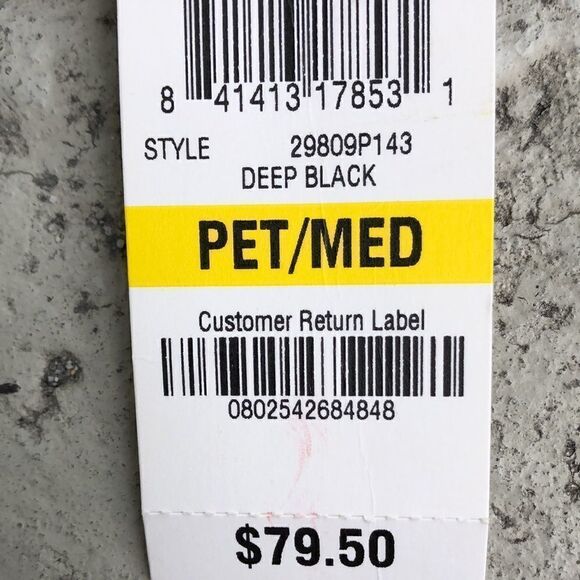 8 41413 17853 1
STYLE 29809P143
DEEP BLACK
PET/MED
Customer Return Label
0802542684848
$79.50